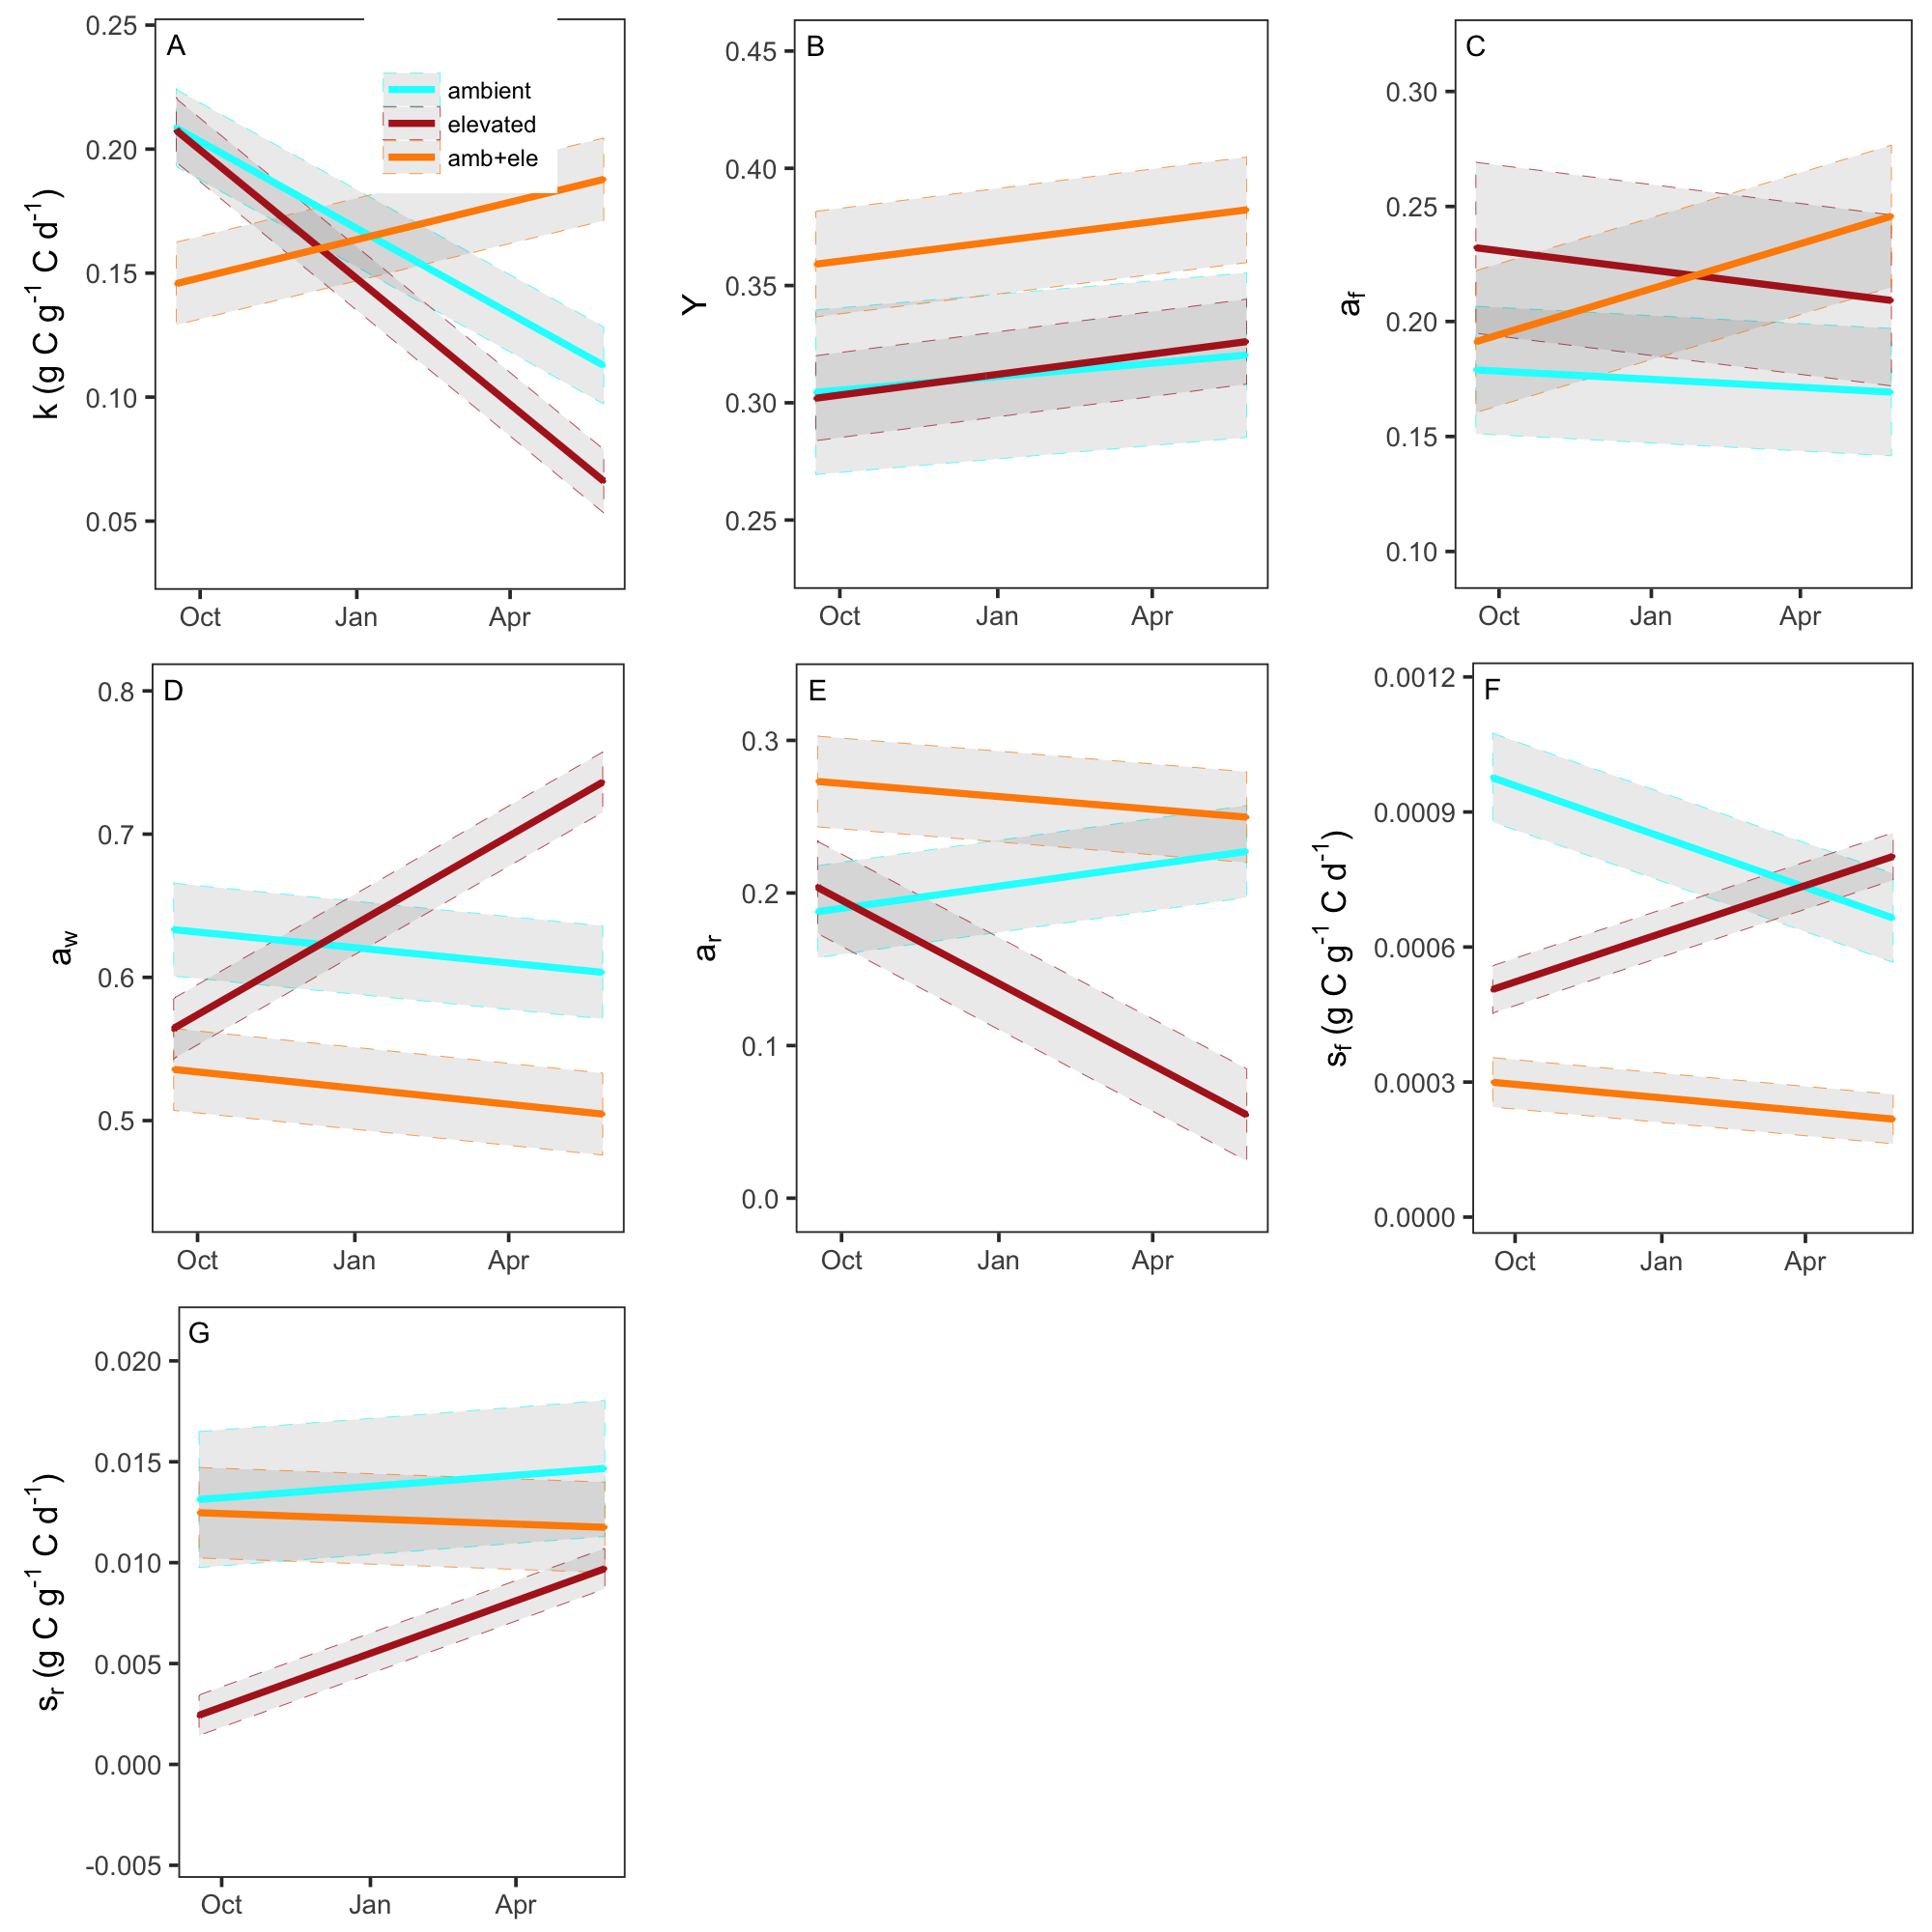 A
ambient
elevated
amb+ele
0.25
0.20
0.15
0.10
0.05
k (g C g⁻¹ C d⁻¹)
Oct Jan Apr
B
0.45
0.40
0.35
0.30
0.25
Y
Oct Jan Apr
C
0.30
0.25
0.20
0.15
0.10
a_f
Oct Jan Apr
D
0.8
0.7
0.6
0.5
a_w
Oct Jan Apr
E
0.3
0.2
0.1
0.0
a_r
Oct Jan Apr
F
0.0012
0.0009
0.0006
0.0003
0.0000
s_f (g C g⁻¹ C d⁻¹)
Oct Jan Apr
G
0.020
0.015
0.010
0.005
0.000
-0.005
s_r (g C g⁻¹ C d⁻¹)
Oct Jan Apr